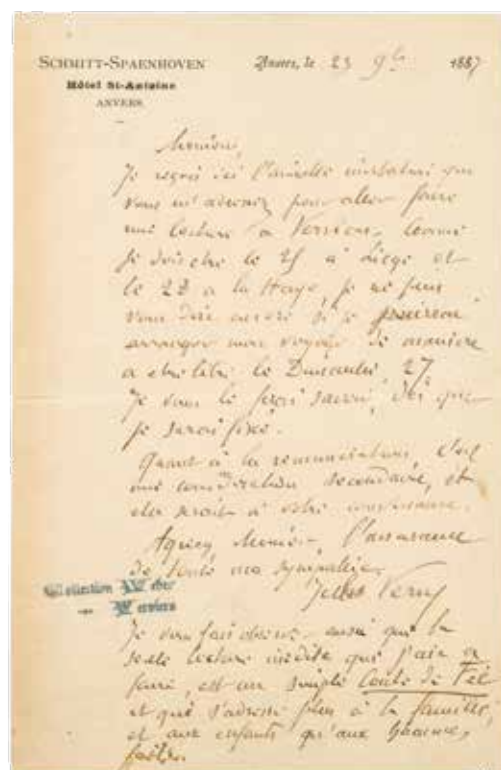 SCHMITT-SPAENHOVEN
Hôtel St-Antoine
ANVERS
Anvers, le 23 9bre 1887
Monsieur,
Je reçois ici l'aimable invitation que
vous m'adressez pour aller faire
une lecture à Verviers. Comme
je dois être le 25 à Liège et
le 28 à la Haye, je ne puis
vous dire encore si je pourrai
arranger mon voyage de manière
à être libre le Dimanche 27
Je vous le ferai savoir, dès que
je serai fixé.
Quant à la rémunération, c'est
une considération secondaire, et
elle serait à votre convenance.
Agréez, Monsieur, l'assurance
de toute ma sympathie.
Jules Verne
Collection
Verviers
Je vous fais observer aussi que la
seule lecture inédite que j'aie à
faire, est un simple Conte de Fée
et qui s'adresse plus à la famille,
et aux enfants qu'aux hommes
faits.